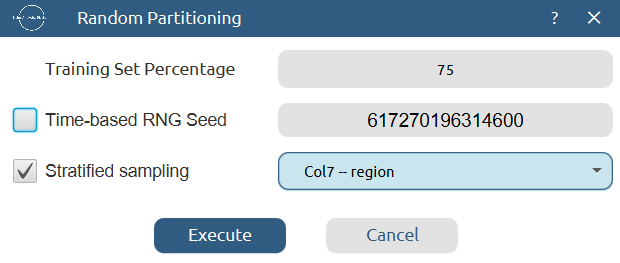 Random Partitioning ? ×
Training Set Percentage 75
Time-based RNG Seed 617270196314600
Stratified sampling Col7 -- region
Execute Cancel